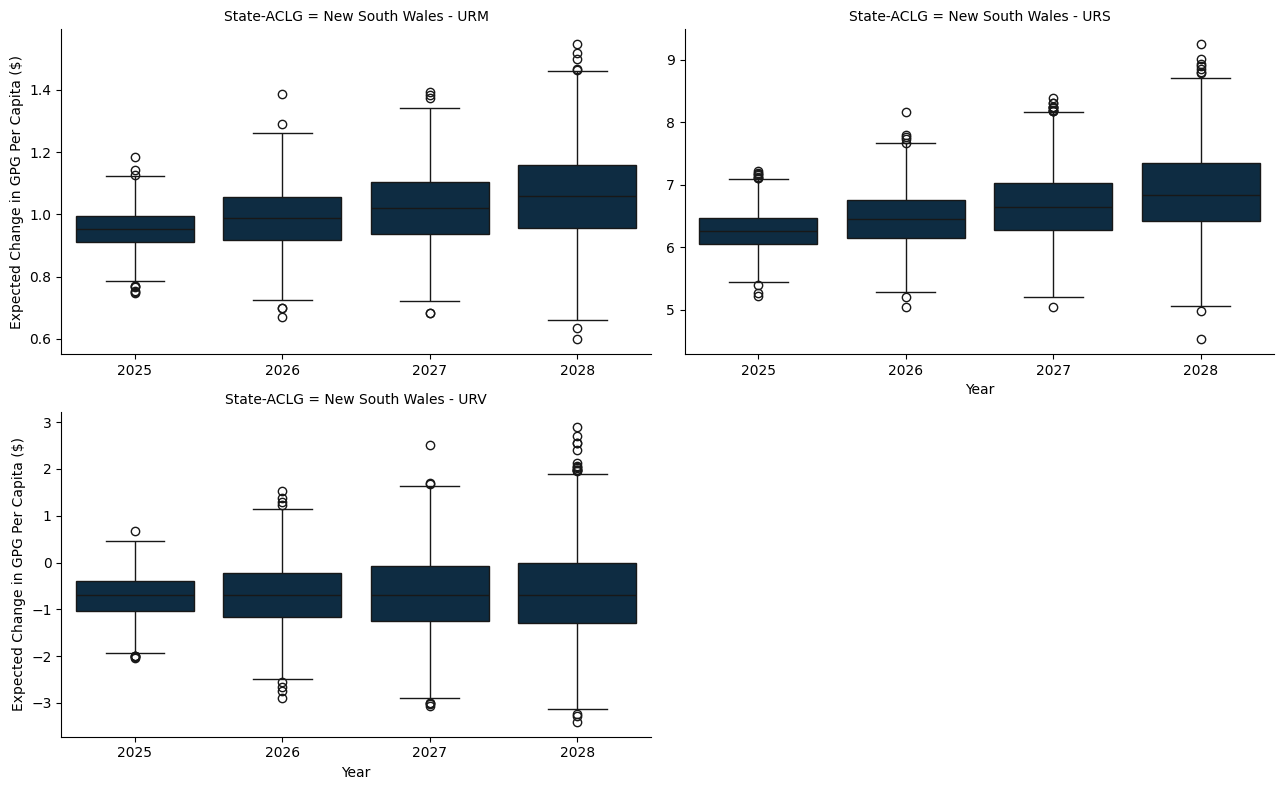 State-ACLG = New South Wales - URM
Expected Change in GPG Per Capita ($)
1.4
1.2
1.0
0.8
0.6
2025 2026 2027 2028
State-ACLG = New South Wales - URS
9
8
7
6
5
2025 2026 2027 2028
Year
State-ACLG = New South Wales - URV
Expected Change in GPG Per Capita ($)
3
2
1
0
−1
−2
−3
2025 2026 2027 2028
Year